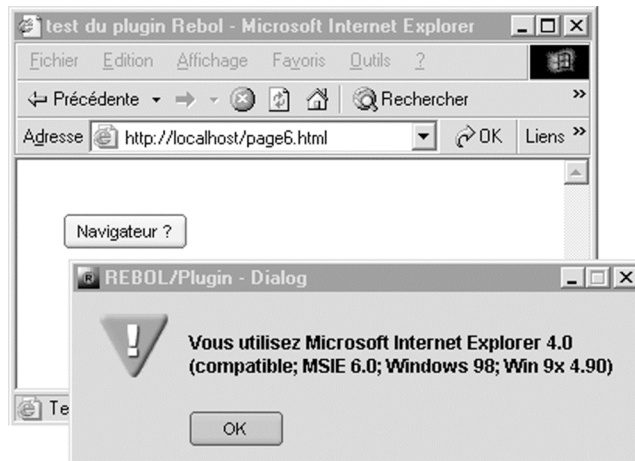 test du plugin Rebol - Microsoft Internet Explorer
Fichier Edition Affichage Favoris Outils ?
Précédente Rechercher »
Adresse http://localhost/page6.html OK Liens »
Navigateur ?
REBOL/Plugin - Dialog
Vous utilisez Microsoft Internet Explorer 4.0
(compatible; MSIE 6.0; Windows 98; Win 9x 4.90)
Te
OK